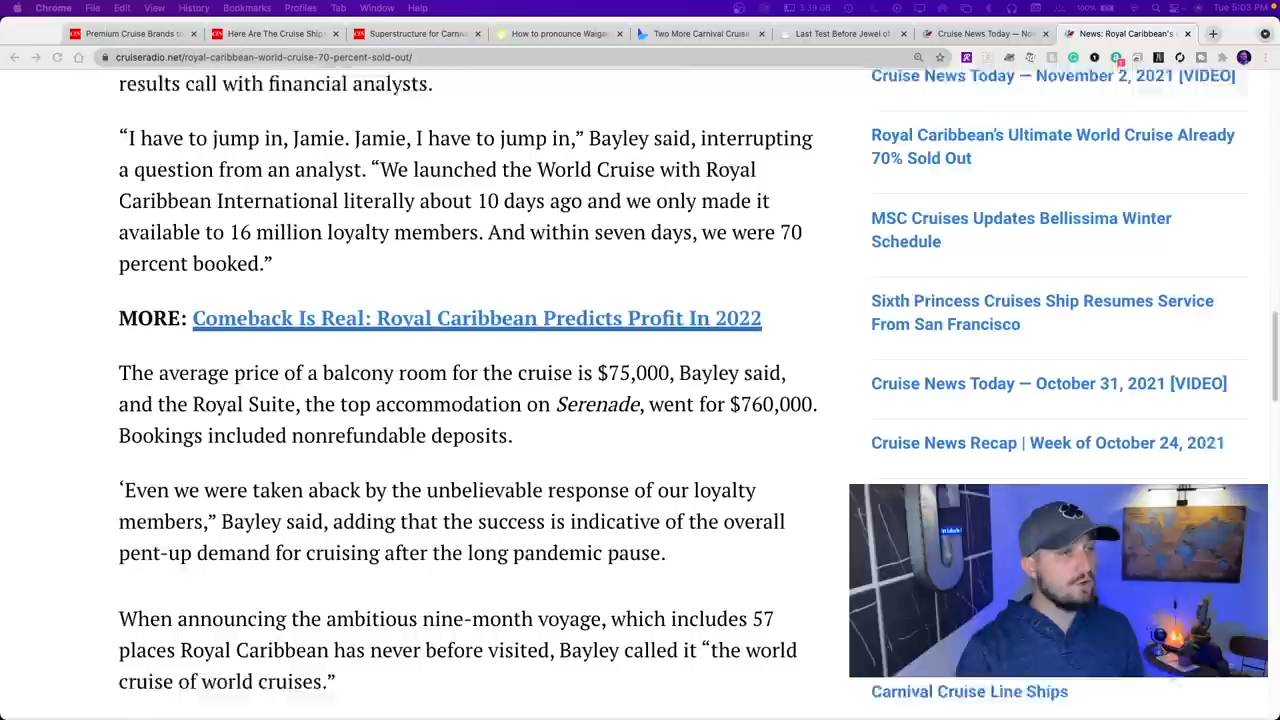 Chrome File Edit View History Bookmarks Profiles Tab Window Help 3.39 GB 100% Tue 5:03 PM
Premium Cruise Brands to Here Are The Cruise Ship Superstructure for Carniva How to pronounce Waigan Two More Carnival Cruise Last Test Before Jewel of Cruise News Today — Nov News: Royal Caribbean's
cruiseradio.net/royal-caribbean-world-cruise-70-percent-sold-out/
results call with financial analysts.
“I have to jump in, Jamie. Jamie, I have to jump in,” Bayley said, interrupting
a question from an analyst. “We launched the World Cruise with Royal
Caribbean International literally about 10 days ago and we only made it
available to 16 million loyalty members. And within seven days, we were 70
percent booked.”
MORE: Comeback Is Real: Royal Caribbean Predicts Profit In 2022
The average price of a balcony room for the cruise is $75,000, Bayley said,
and the Royal Suite, the top accommodation on Serenade, went for $760,000.
Bookings included nonrefundable deposits.
‘Even we were taken aback by the unbelievable response of our loyalty
members,” Bayley said, adding that the success is indicative of the overall
pent-up demand for cruising after the long pandemic pause.
When announcing the ambitious nine-month voyage, which includes 57
places Royal Caribbean has never before visited, Bayley called it “the world
cruise of world cruises.”
Cruise News Today — November 2, 2021 [VIDEO]
Royal Caribbean’s Ultimate World Cruise Already
70% Sold Out
MSC Cruises Updates Bellissima Winter
Schedule
Sixth Princess Cruises Ship Resumes Service
From San Francisco
Cruise News Today — October 31, 2021 [VIDEO]
Cruise News Recap | Week of October 24, 2021
Carnival Cruise Line Ships